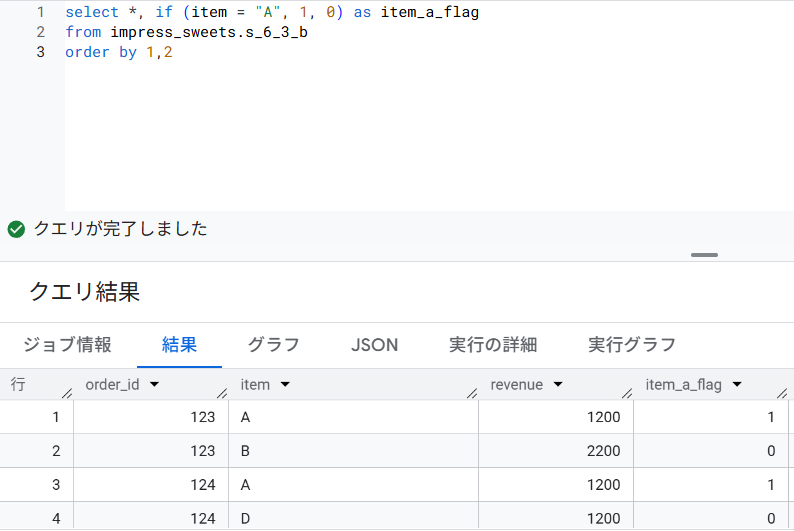 1 select *, if (item = "A", 1, 0) as item_a_flag
2 from impress_sweets.s_6_3_b
3 order by 1,2
クエリが完了しました
クエリ結果
ジョブ情報 結果 グラフ JSON 実行の詳細 実行グラフ
行 order_id item revenue item_a_flag
1 123 A 1200 1
2 123 B 2200 0
3 124 A 1200 1
4 124 D 1200 0